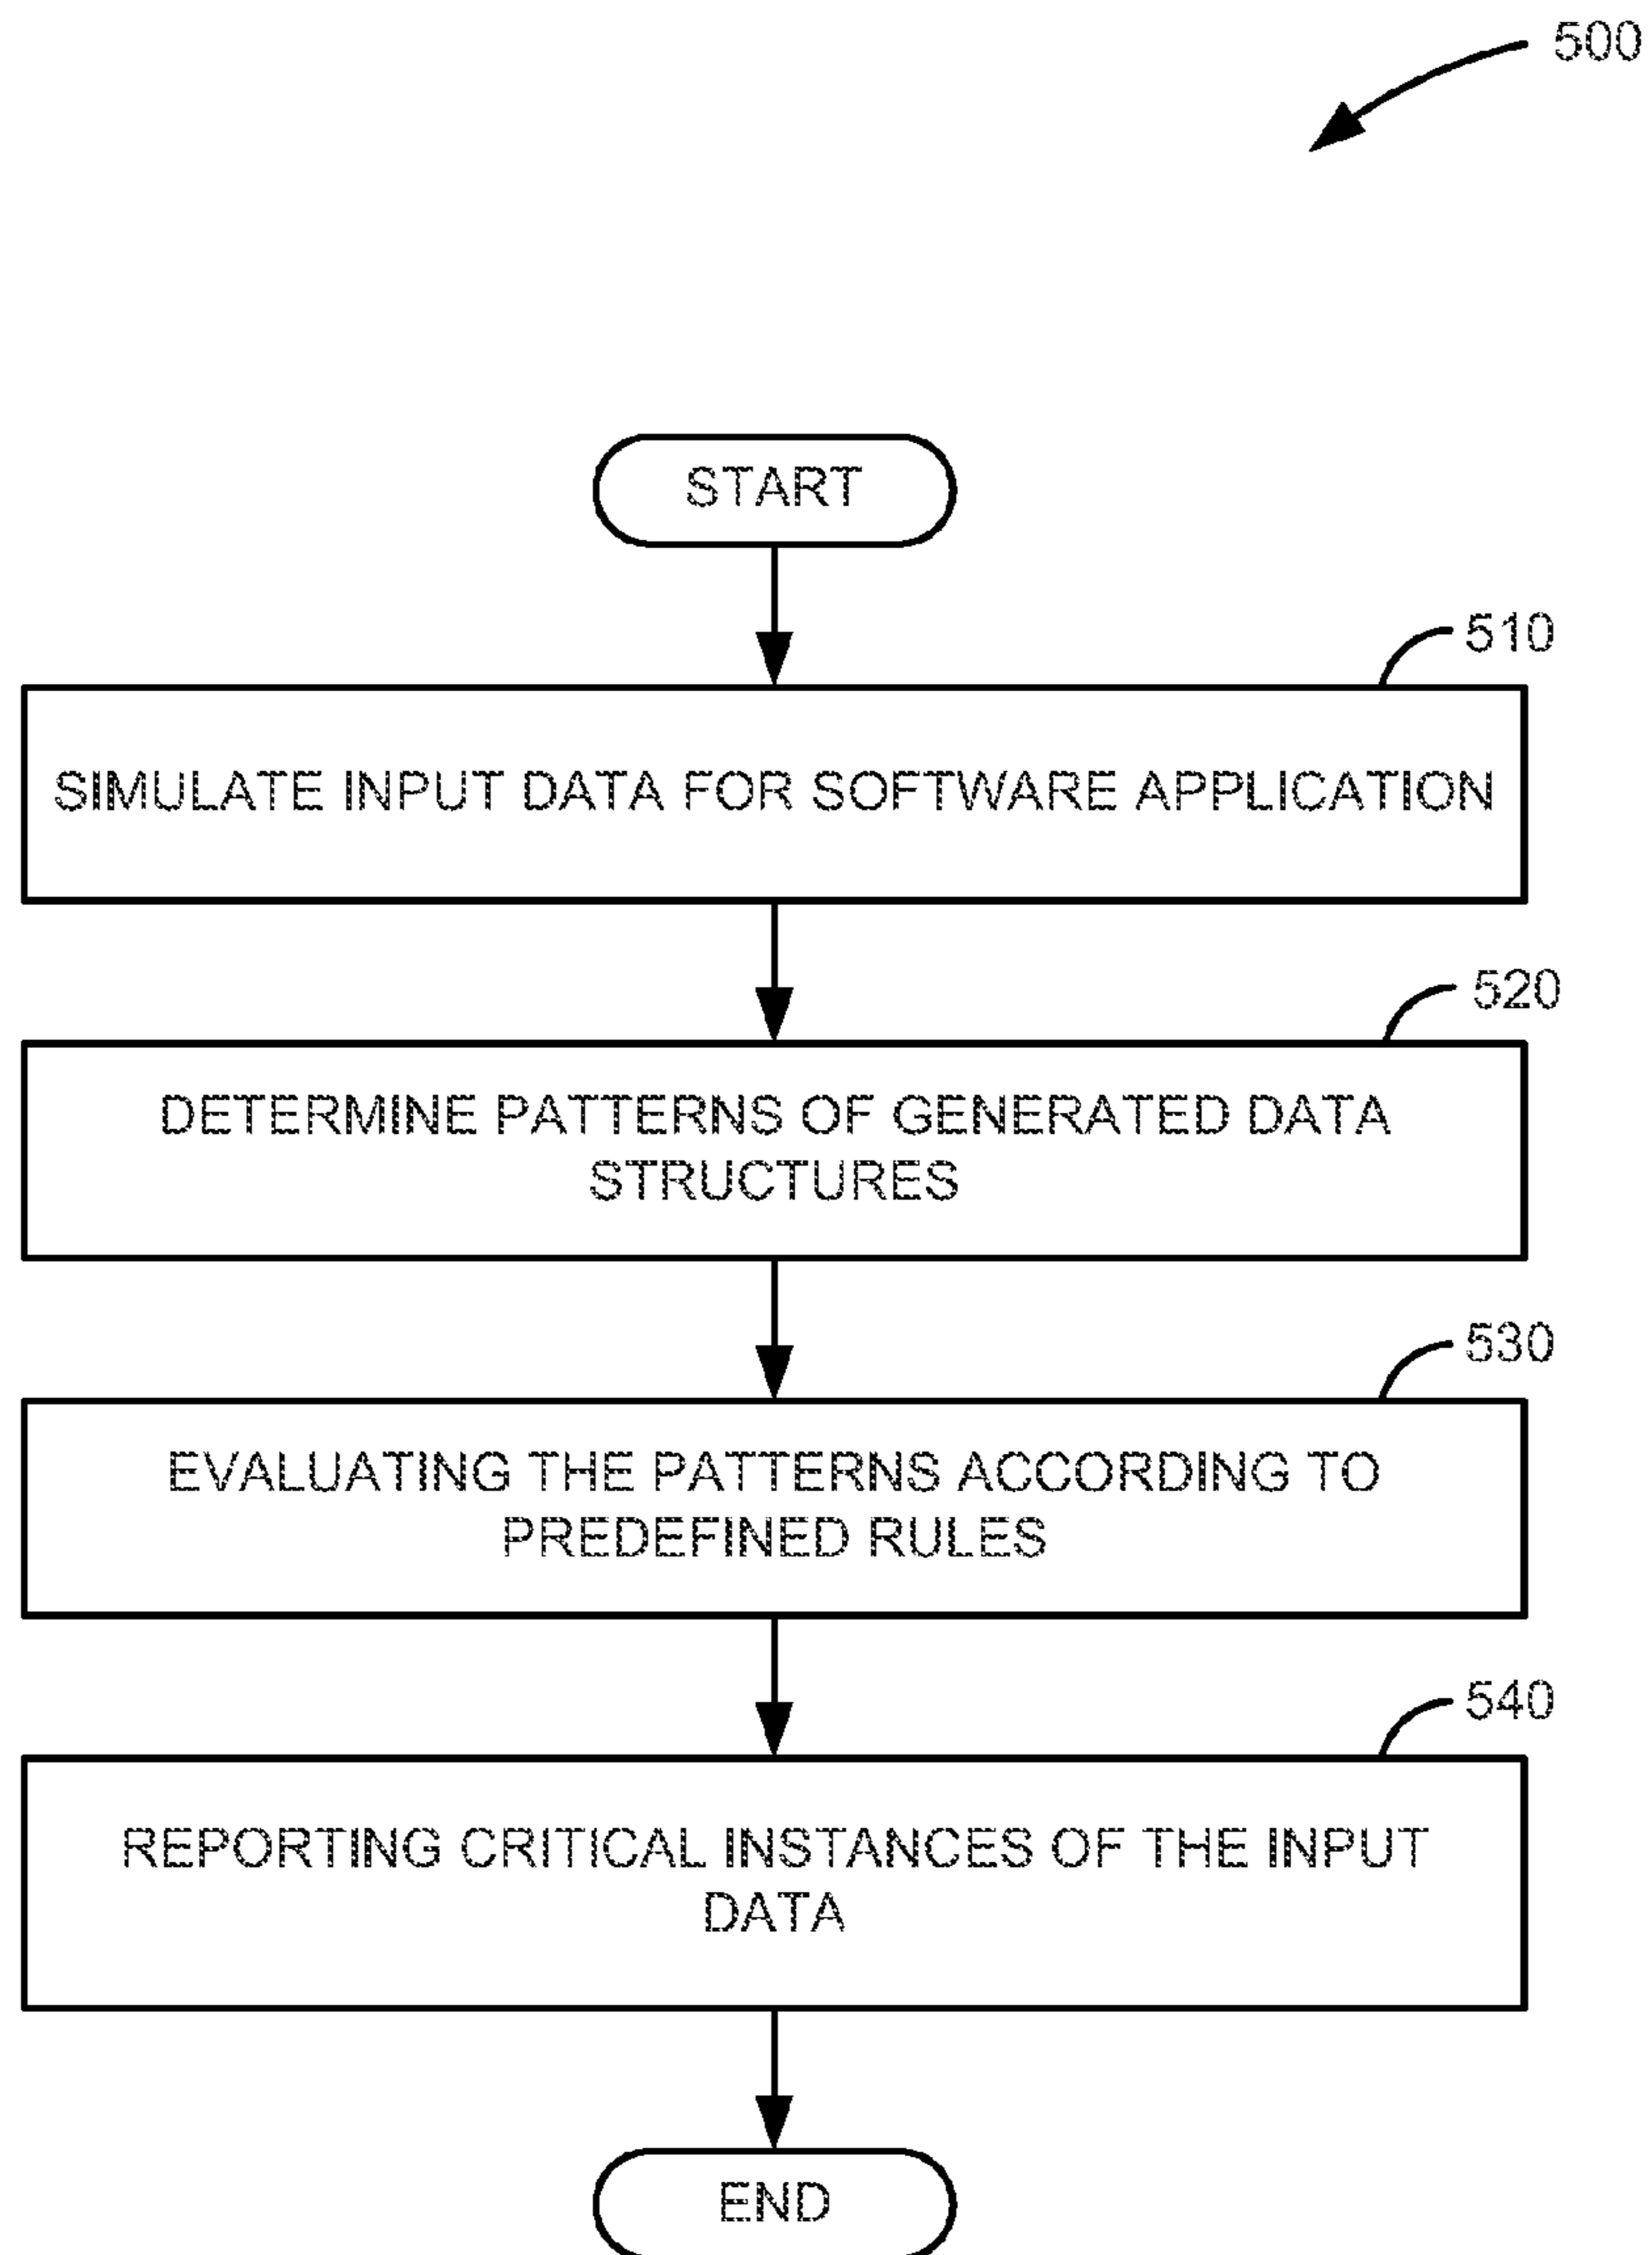 500
START
510
SIMULATE INPUT DATA FOR SOFTWARE APPLICATION
520
DETERMINE PATTERNS OF GENERATED DATA
STRUCTURES
530
EVALUATING THE PATTERNS ACCORDING TO
PREDEFINED RULES
540
REPORTING CRITICAL INSTANCES OF THE INPUT
DATA
END